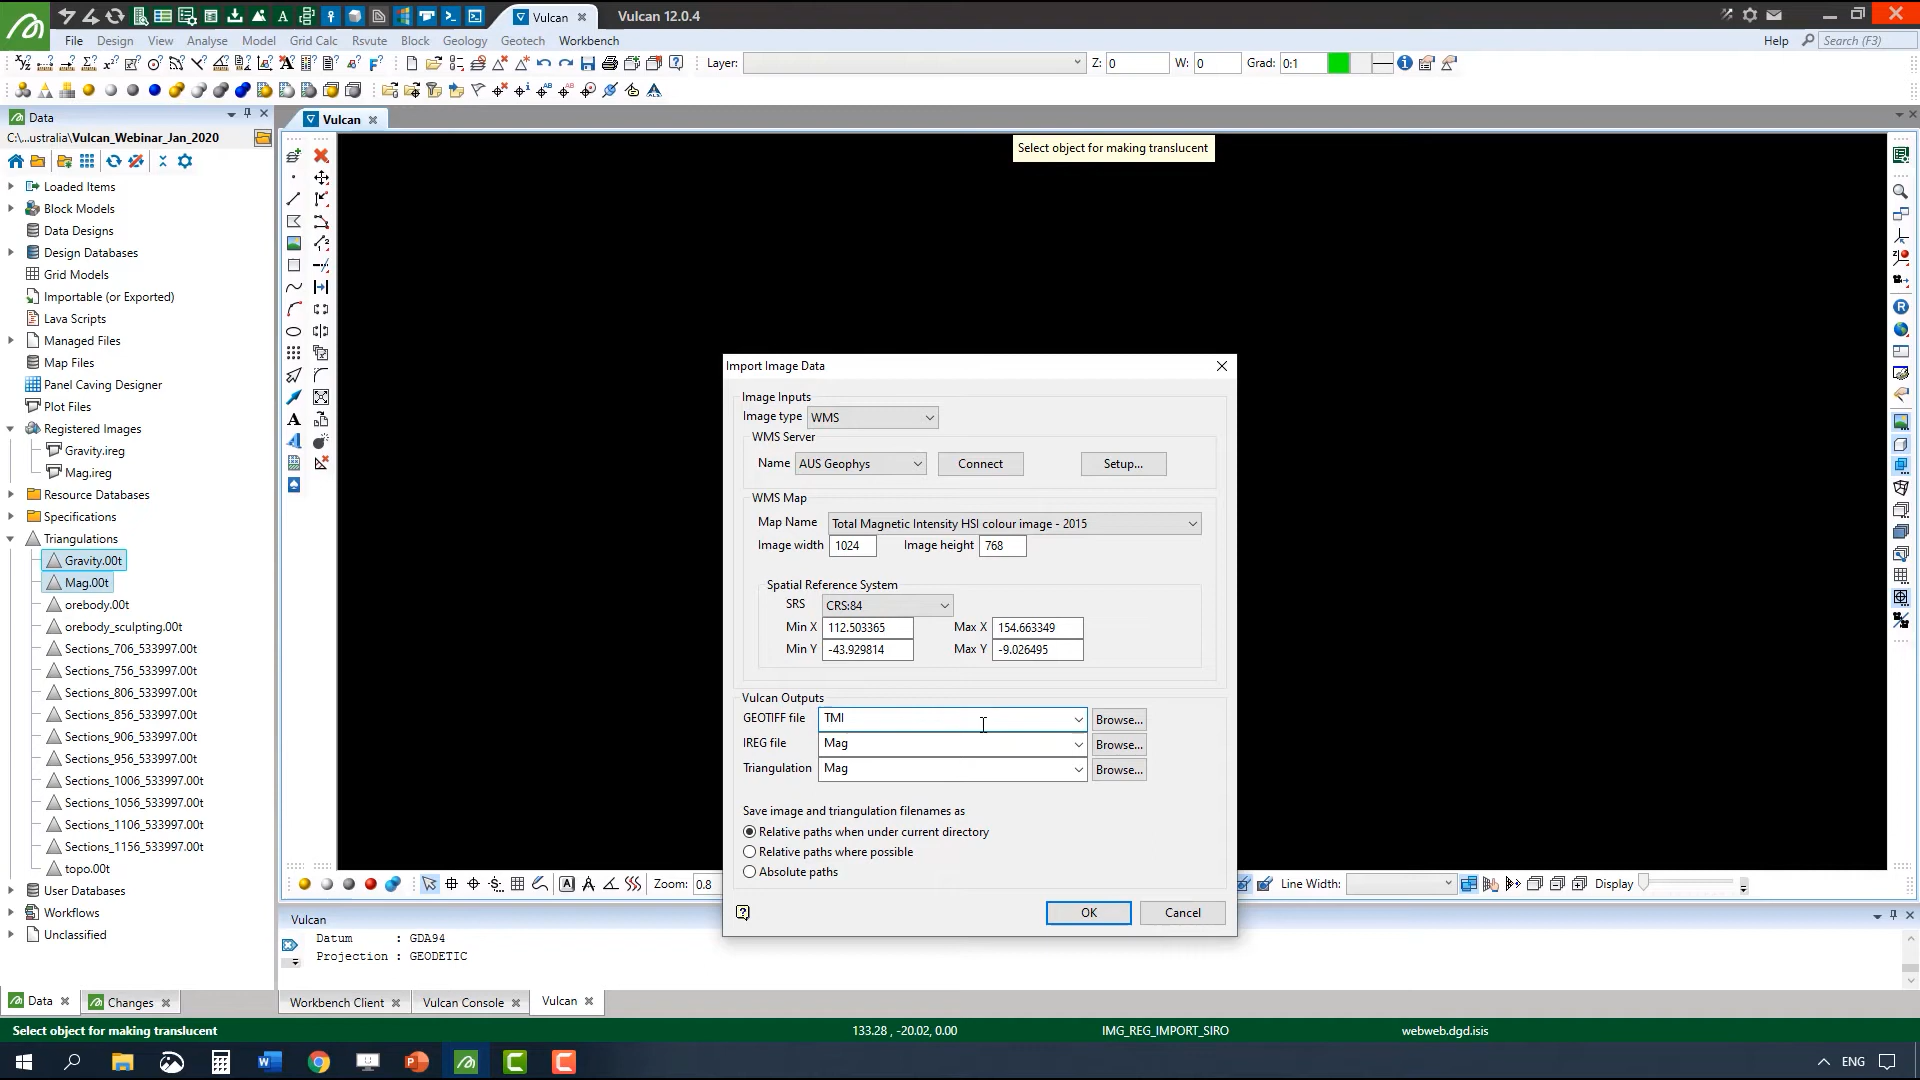 Vulcan
Vulcan 12.0.4
File Design View Analyse Model Grid Calc Rsvute Block Geology Geotech Workbench
Help Search (F3)
Layer: Z: 0 W: 0 Grad: 0:1
Data
C:\...ustralia\Vulcan_Webinar_Jan_2020
Vulcan
Select object for making translucent
Loaded Items
Block Models
Data Designs
Design Databases
Grid Models
Importable (or Exported)
Lava Scripts
Managed Files
Map Files
Panel Caving Designer
Plot Files
Registered Images
Gravity.ireg
Mag.ireg
Resource Databases
Specifications
Triangulations
Gravity.00t
Mag.00t
orebody.00t
orebody_sculpting.00t
Sections_706_533997.00t
Sections_756_533997.00t
Sections_806_533997.00t
Sections_856_533997.00t
Sections_906_533997.00t
Sections_956_533997.00t
Sections_1006_533997.00t
Sections_1056_533997.00t
Sections_1106_533997.00t
Sections_1156_533997.00t
topo.00t
User Databases
Workflows
Unclassified
Import Image Data
Image Inputs
Image type WMS
WMS Server
Name AUS Geophys Connect Setup...
WMS Map
Map Name Total Magnetic Intensity HSI colour image - 2015
Image width 1024 Image height 768
Spatial Reference System
SRS CRS:84
Min X 112.503365 Max X 154.663349
Min Y -43.929814 Max Y -9.026495
Vulcan Outputs
GEOTIFF file TMI Browse...
IREG file Mag Browse...
Triangulation Mag Browse...
Save image and triangulation filenames as
Relative paths when under current directory
Relative paths where possible
Absolute paths
OK Cancel
Zoom: 0.8
Line Width: Display
Vulcan
Datum : GDA94
Projection : GEODETIC
Data Changes
Workbench Client Vulcan Console Vulcan
Select object for making translucent 133.28 , -20.02, 0.00 IMG_REG_IMPORT_SIRO webweb.dgd.isis
ENG